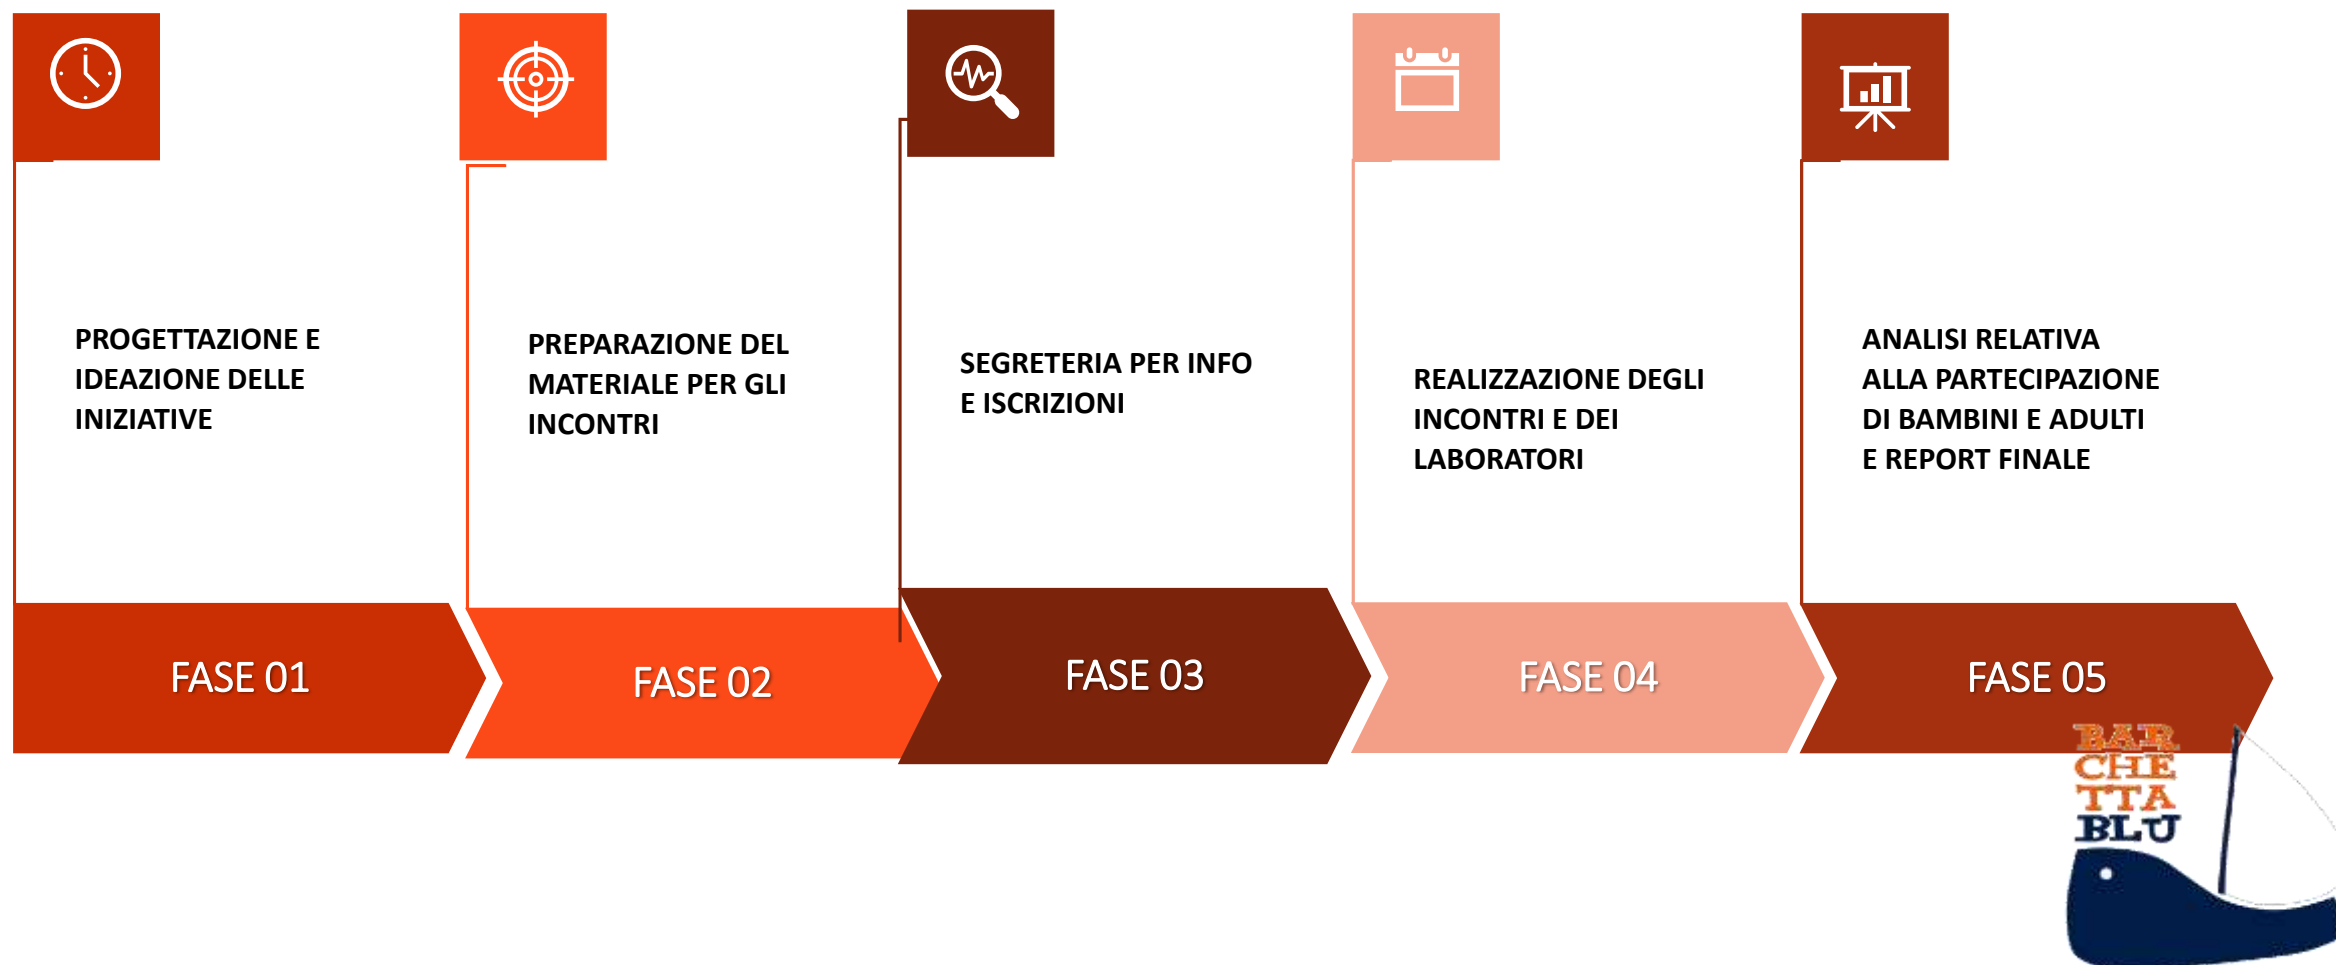 PROGETTAZIONE E
IDEAZIONE DELLE
INIZIATIVE
PREPARAZIONE DEL
MATERIALE PER GLI
INCONTRI
SEGRETERIA PER INFO
E ISCRIZIONI
REALIZZAZIONE DEGLI
INCONTRI E DEI
LABORATORI
ANALISI RELATIVA
ALLA PARTECIPAZIONE
DI BAMBINI E ADULTI
E REPORT FINALE
FASE 01
FASE 02
FASE 03
FASE 04
FASE 05
BAR
CHE
TTA
BLU